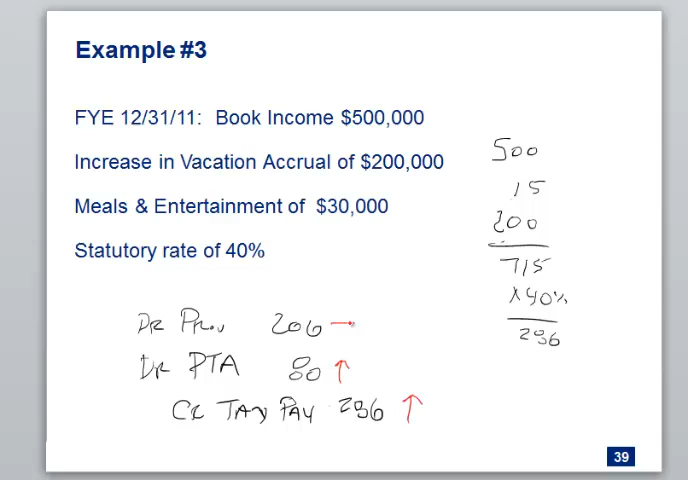 Example #3
FYE 12/31/11: Book Income $500,000
Increase in Vacation Accrual of $200,000
Meals & Entertainment of $30,000
Statutory rate of 40%
500
15
200
715
x40%
286
DR Prov 206
DR DTA 80
CR TAX PAY 286
39